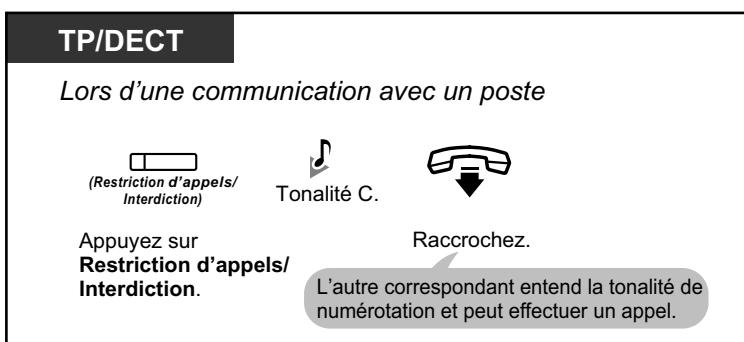 TP/DECT
Lors d'une communication avec un poste
(Restriction d'appels/
Interdiction)
Tonalité C.
Appuyez sur
Restriction d'appels/
Interdiction.
Raccrochez.
L'autre correspondant entend la tonalité de
numérotation et peut effectuer un appel.